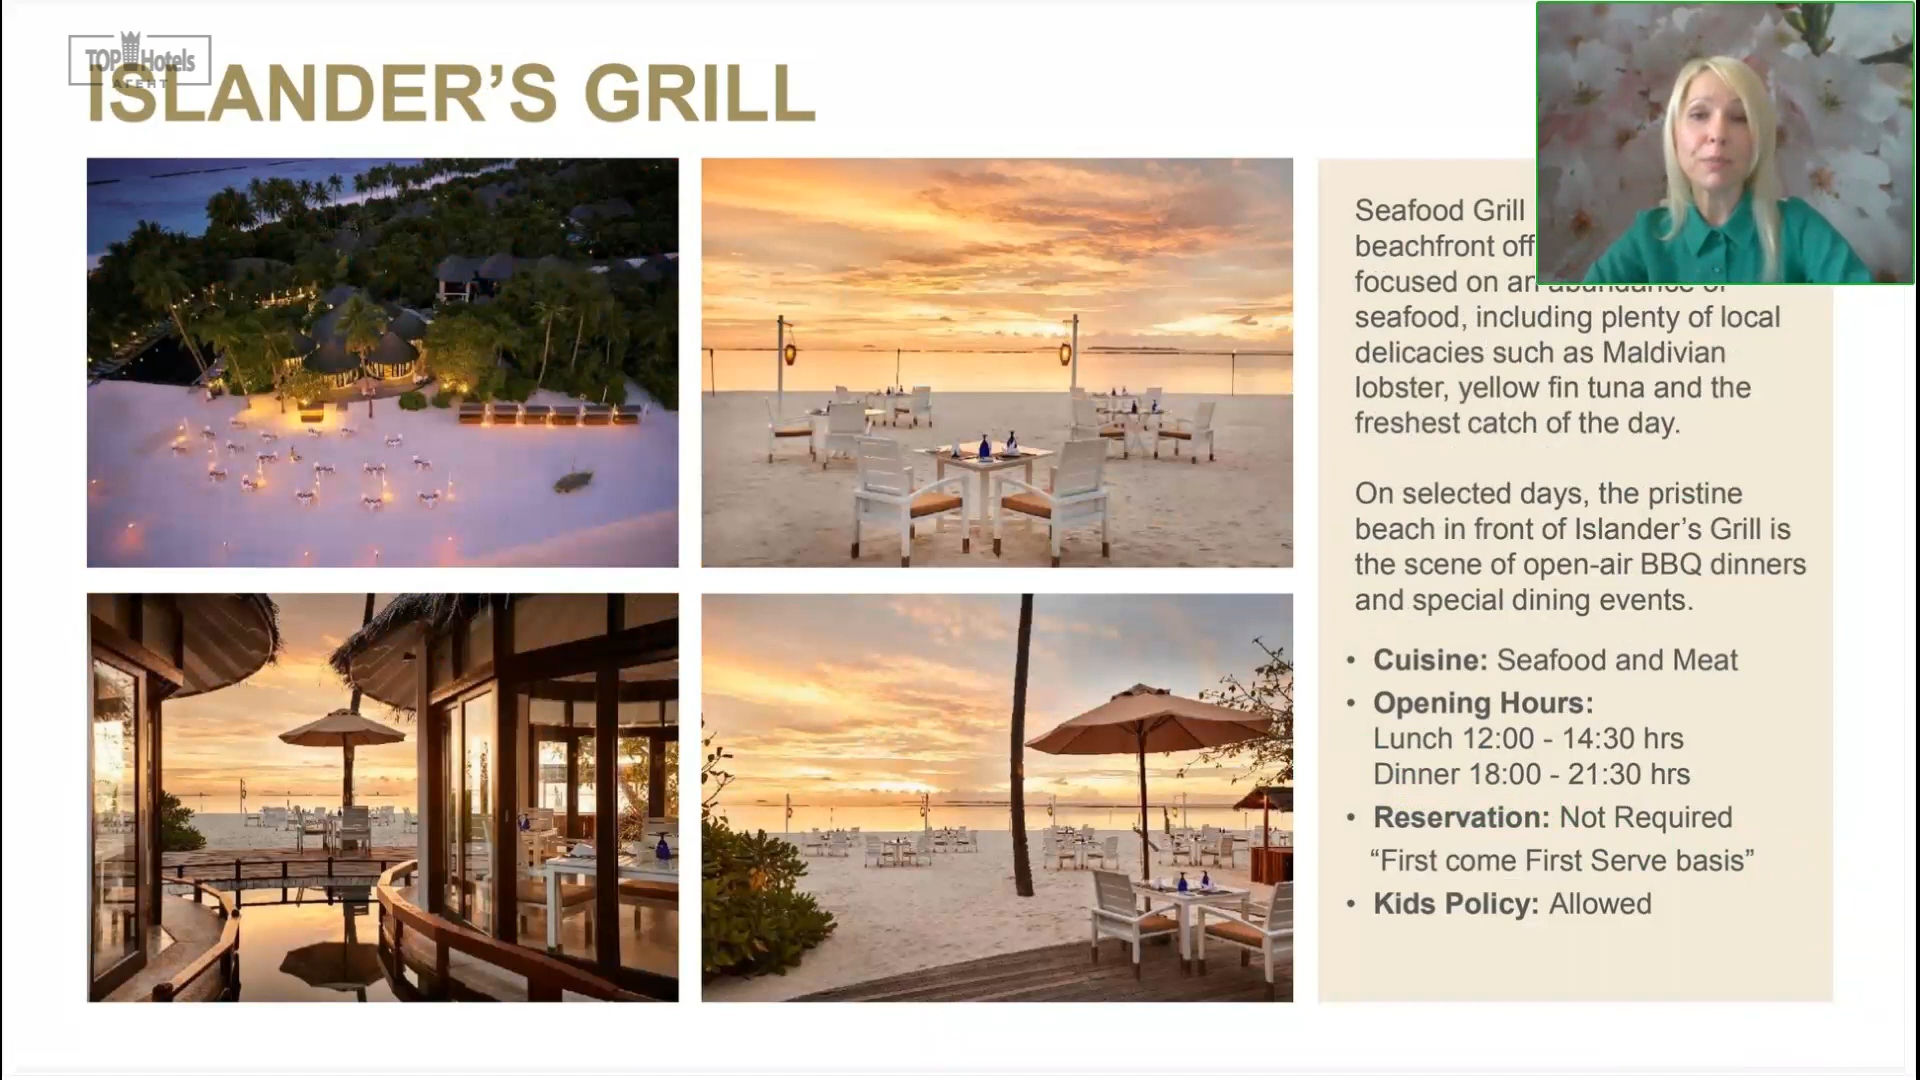 TOP Hotels
АГЕНТ
ISLANDER’S GRILL
Seafood Grill
beachfront
focused on an abundance of
seafood, including plenty of local
delicacies such as Maldivian
lobster, yellow fin tuna and the
freshest catch of the day.
On selected days, the pristine
beach in front of Islander’s Grill is
the scene of open-air BBQ dinners
and special dining events.
• Cuisine: Seafood and Meat
• Opening Hours:
Lunch 12:00 - 14:30 hrs
Dinner 18:00 - 21:30 hrs
• Reservation: Not Required
“First come First Serve basis”
• Kids Policy: Allowed